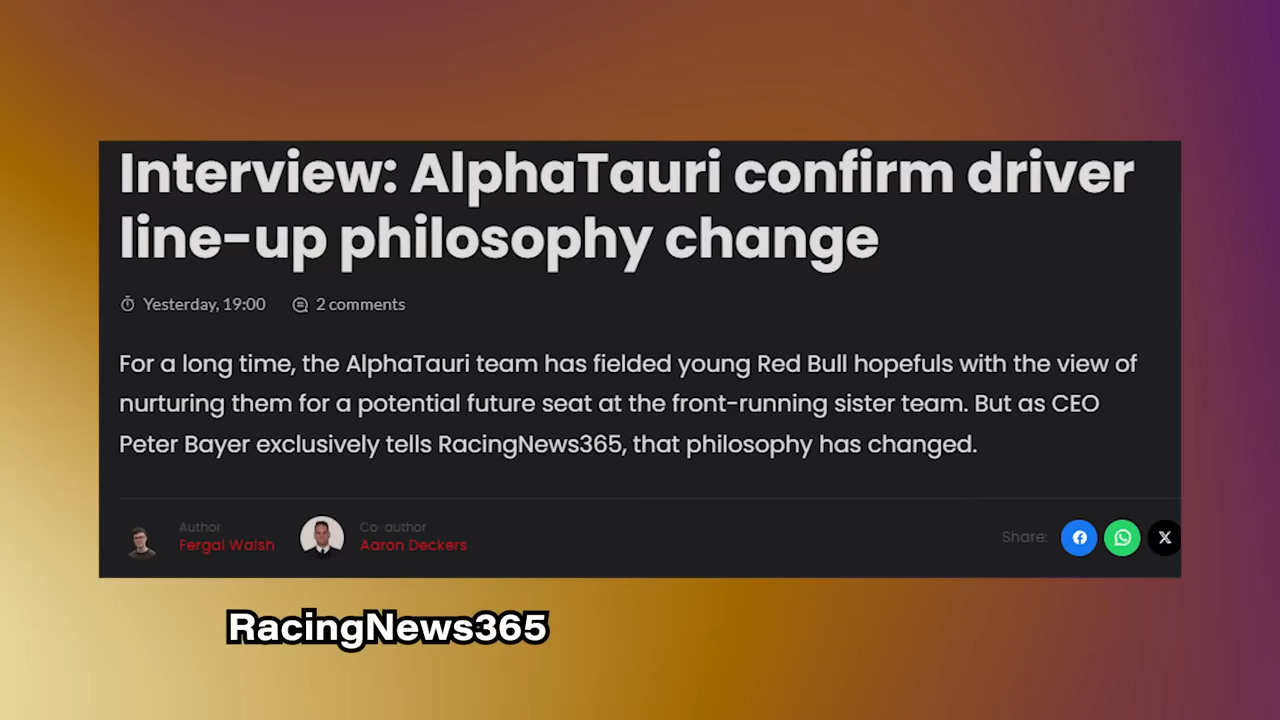 Interview: AlphaTauri confirm driver
line-up philosophy change
Yesterday, 19:00 2 comments
For a long time, the AlphaTauri team has fielded young Red Bull hopefuls with the view of
nurturing them for a potential future seat at the front-running sister team. But as CEO
Peter Bayer exclusively tells RacingNews365, that philosophy has changed.
Author
Fergal Walsh
Co-author
Aaron Deckers
Share:
RacingNews365